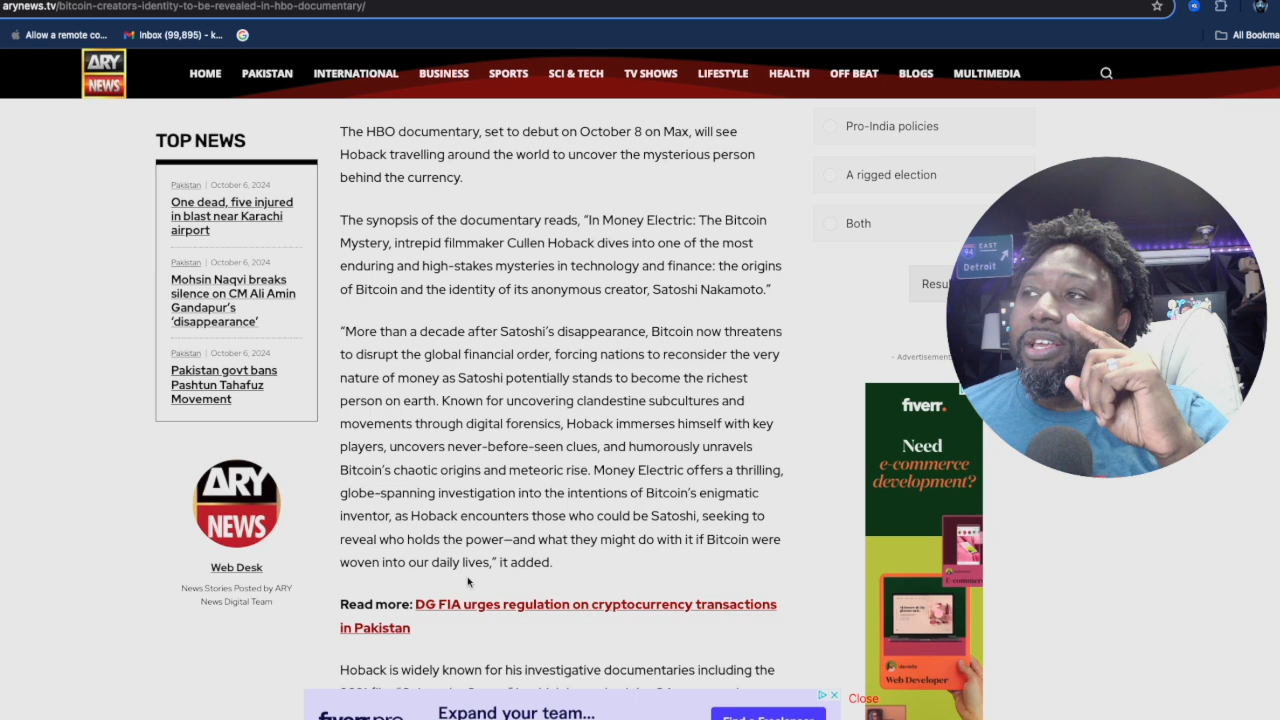 arynews.tv/bitcoin-creators-identity-to-be-revealed-in-hbo-documentary/
Allow a remote co...
Inbox (99,895) - k...
All Bookma
ARY
NEWS
HOME
PAKISTAN
INTERNATIONAL
BUSINESS
SPORTS
SCI & TECH
TV SHOWS
LIFESTYLE
HEALTH
OFF BEAT
BLOGS
MULTIMEDIA
TOP NEWS
Pakistan | October 6, 2024
One dead, five injured
in blast near Karachi
airport
Pakistan | October 6, 2024
Mohsin Naqvi breaks
silence on CM Ali Amin
Gandapur's
'disappearance'
Pakistan | October 6, 2024
Pakistan govt bans
Pashtun Tahafuz
Movement
ARY
NEWS
Web Desk
News Stories Posted by ARY
News Digital Team
The HBO documentary, set to debut on October 8 on Max, will see
Hoback travelling around the world to uncover the mysterious person
behind the currency.
The synopsis of the documentary reads, “In Money Electric: The Bitcoin
Mystery, intrepid filmmaker Cullen Hoback dives into one of the most
enduring and high-stakes mysteries in technology and finance: the origins
of Bitcoin and the identity of its anonymous creator, Satoshi Nakamoto.”
“More than a decade after Satoshi’s disappearance, Bitcoin now threatens
to disrupt the global financial order, forcing nations to reconsider the very
nature of money as Satoshi potentially stands to become the richest
person on earth. Known for uncovering clandestine subcultures and
movements through digital forensics, Hoback immerses himself with key
players, uncovers never-before-seen clues, and humorously unravels
Bitcoin’s chaotic origins and meteoric rise. Money Electric offers a thrilling,
globe-spanning investigation into the intentions of Bitcoin’s enigmatic
inventor, as Hoback encounters those who could be Satoshi, seeking to
reveal who holds the power—and what they might do with it if Bitcoin were
woven into our daily lives,” it added.
Read more: DG FIA urges regulation on cryptocurrency transactions
in Pakistan
Hoback is widely known for his investigative documentaries including the
Pro-India policies
A rigged election
Both
Resu
- Advertisement
EAST
94
Detroit
fiverr.
Need
e-commerce
development?
Web Developer
Close
fiverr pro
Expand your team...
Find a Freelancer